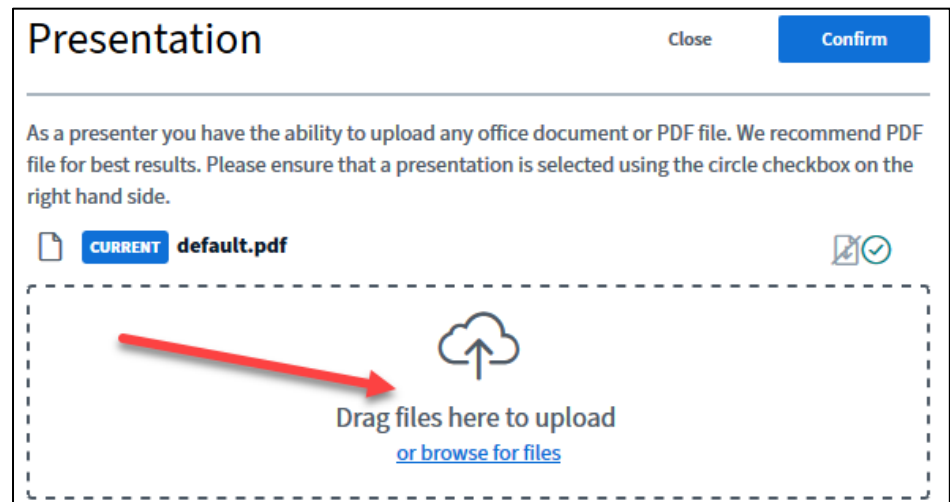 Presentation Close Confirm
As a presenter you have the ability to upload any office document or PDF file. We recommend PDF
file for best results. Please ensure that a presentation is selected using the circle checkbox on the
right hand side.
CURRENT default.pdf
Drag files here to upload
or browse for files